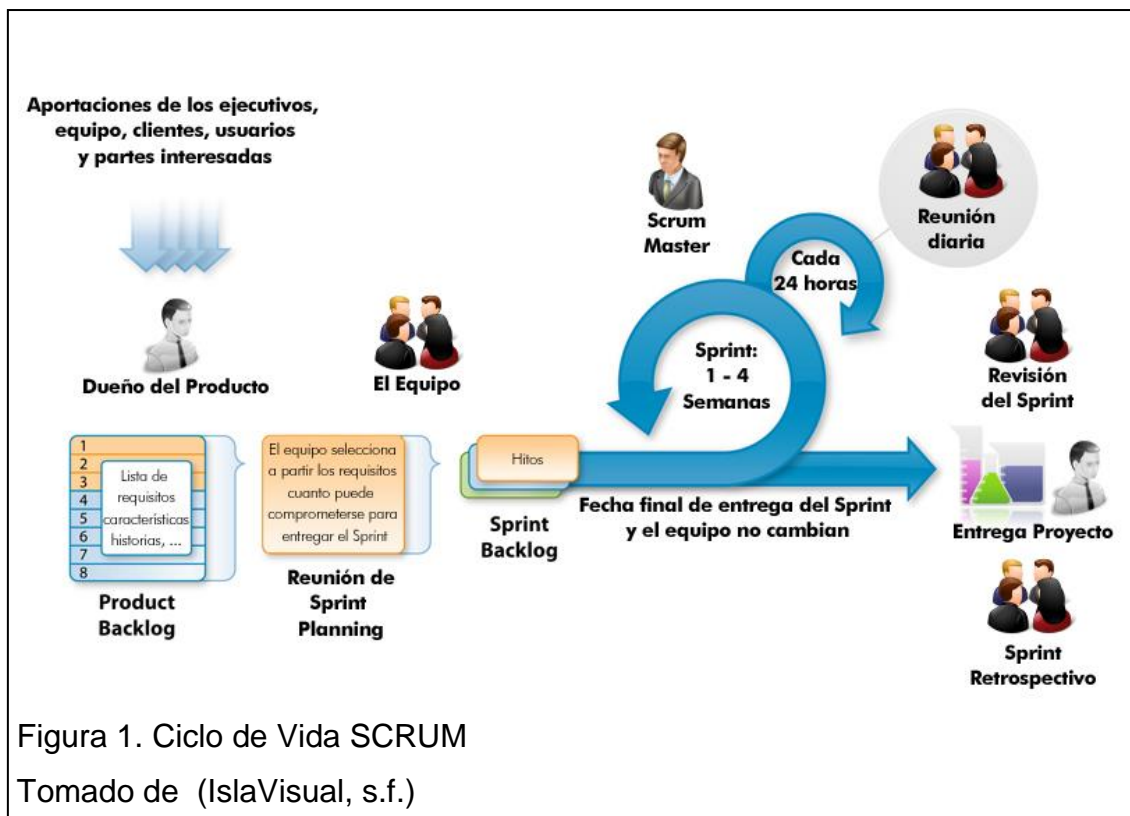 Aportaciones de los ejecutivos,
equipo, clientes, usuarios
y partes interesadas
Dueño del Producto
El Equipo
Scrum
Master
Cada
24 horas
Reunión
diaria
Sprint:
1 - 4
Semanas
Revisión
del Sprint
1
2
3
4
5
6
7
8
Lista de
requisitos
características
historias, ...
Product
Backlog
El equipo selecciona
a partir los requisitos
cuanto puede
comprometerse para
entregar el Sprint
Reunión de
Sprint
Planning
Hitos
Sprint
Backlog
Fecha final de entrega del Sprint
y el equipo no cambian
Entrega Proyecto
Sprint
Retrospectivo
Figura 1. Ciclo de Vida SCRUM
Tomado de (IslaVisual, s.f.)